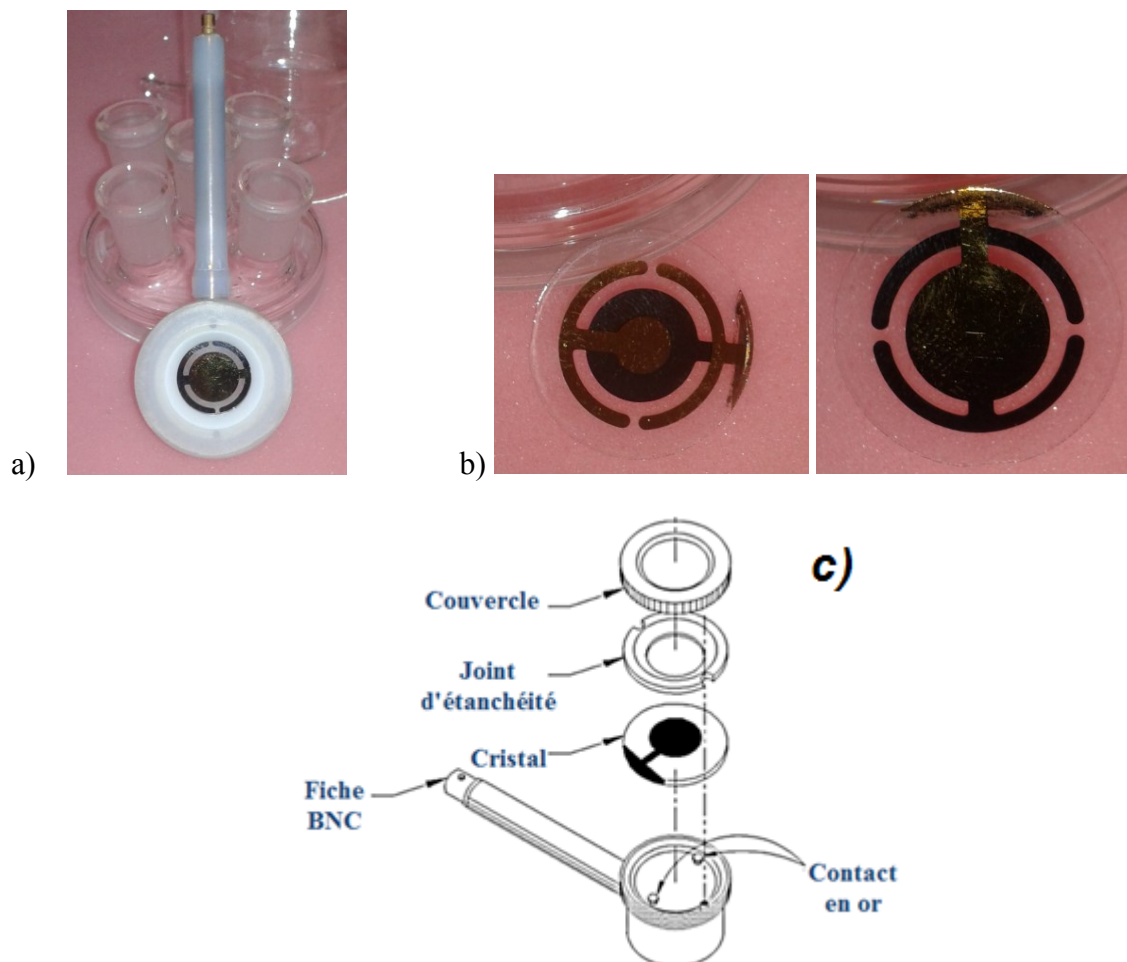 a)
b)
c)
Couvercle
Joint
d'étanchéité
Cristal
Fiche
BNC
Contact
en or